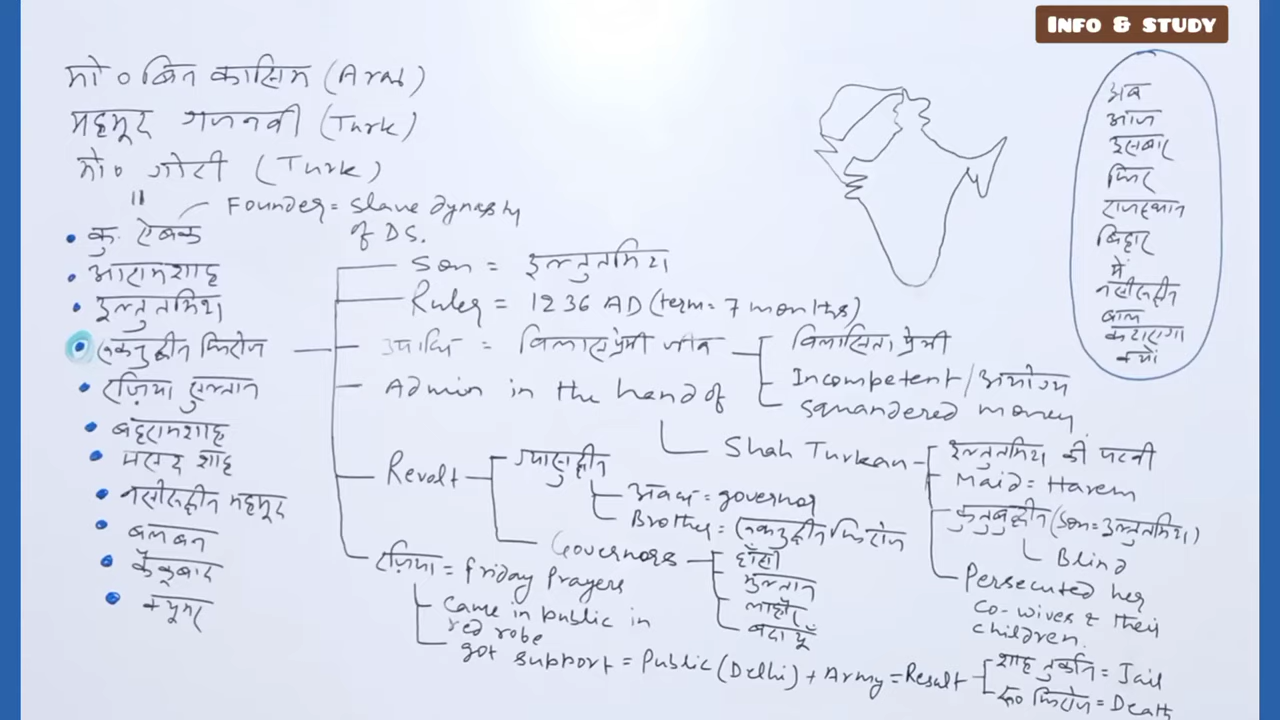 INFO & STUDY
मो० बिन कासिम (Arab)
महमूद गजनवी (Turk)
मो० गोरी (Turk)
"
Founder = slave dynasty
of DS.
कु. ऐबक
आरामशाह
इल्तुतमिश
रुकनुद्दीन फिरोज
रज़िया सुल्तान
बहरामशाह
मसूद शाह
नसीरुद्दीन महमूद
बलबन
कैकूबाद
क्यूमर
Son = इल्तुतमिश
Ruler = 1236 AD (term = 7 months)
उपाधि = विलासप्रेमी जीव
विलासिता प्रेमी
Incompetent / अयोग्य
squandered money
Admin in the hand of
Shah Turkan
इल्तुतमिश की पत्नी
Maid = Harem
कुतुबुद्दीन (Son = इल्तुतमिश)
Blind
Persecuted her
co-wives & their
children.
Revolt
ग्यासुद्दीन
अवध = governor
Brother = रुकनुद्दीन फिरोज
Governors
हाँसी
मुल्तान
लाहौर
बदायूँ
रज़िया = friday Prayers
came in public in
red robe
got support = Public (Delhi) + Army = Result
शाह तुर्कान = Jail
रु० फिरोज = Death
अब
आज
इसबार
फिर
राजस्थान
बिहार
में
नसीरुद्दीन
बाल
कटाएगा
क्यों